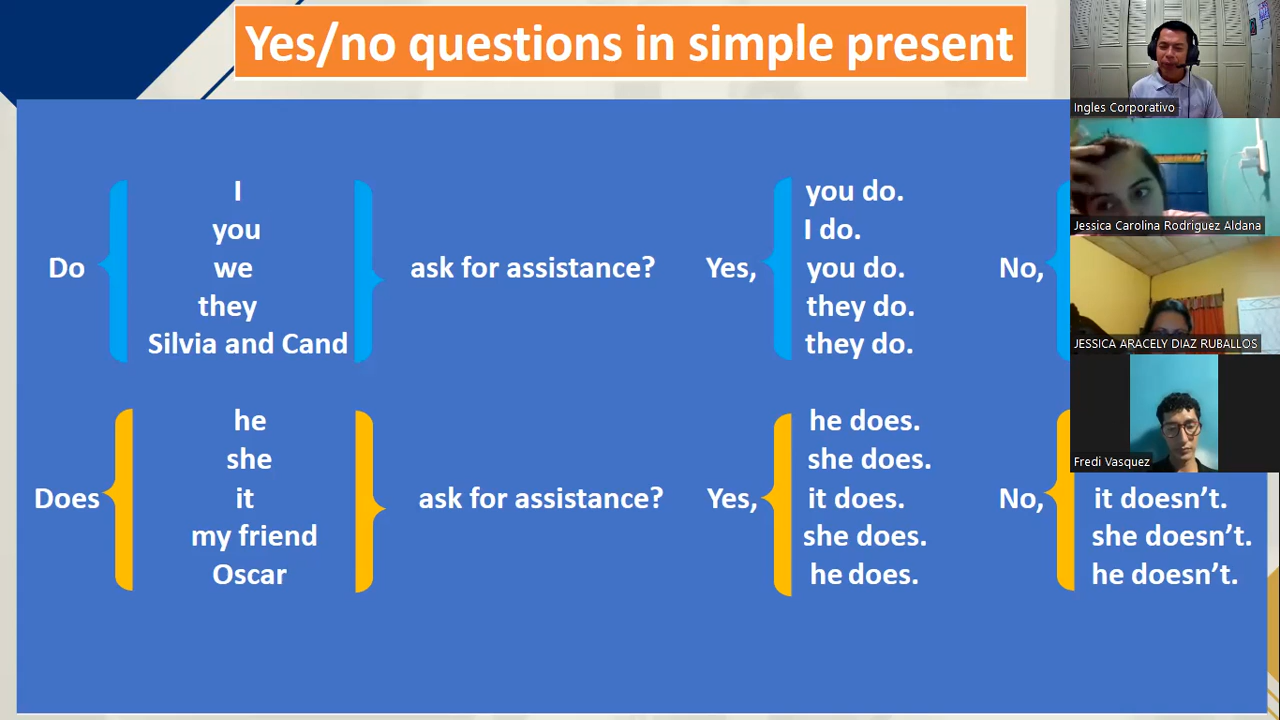 Yes/no questions in simple present
Do
I
you
we
they
Silvia and Cand
ask for assistance?
Yes,
you do.
I do.
you do.
they do.
they do.
No,
Does
he
she
it
my friend
Oscar
ask for assistance?
Yes,
he does.
she does.
it does.
she does.
he does.
No,
it doesn't.
she doesn't.
he doesn't.
Ingles Corporativo
Jessica Carolina Rodriguez Aldana
JESSICA ARACELY DIAZ RUBALLOS
Fredi Vasquez